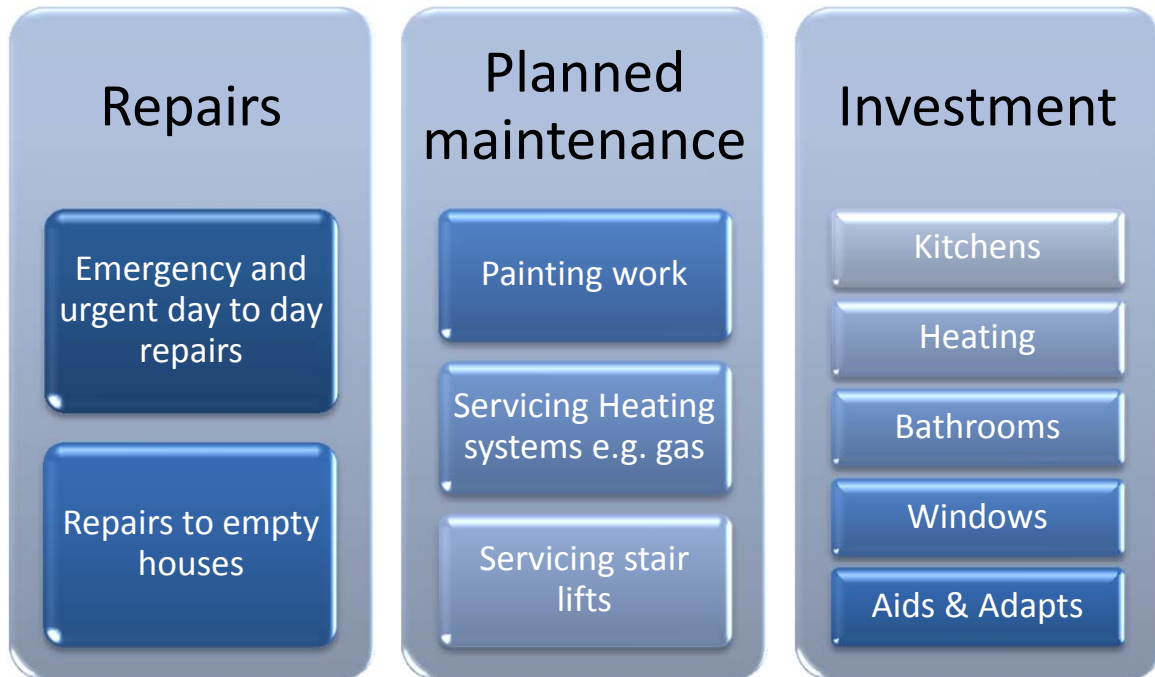 Repairs
Emergency and
urgent day to day
repairs
Repairs to empty
houses
Planned
maintenance
Painting work
Servicing Heating
systems e.g. gas
Servicing stair
lifts
Investment
Kitchens
Heating
Bathrooms
Windows
Aids & Adapts